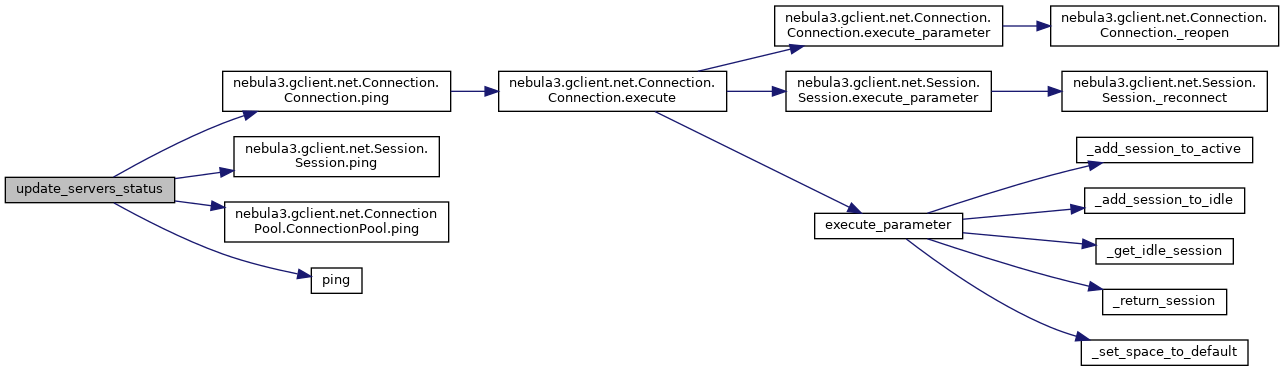 update_servers_status
nebula3.gclient.net.Connection.
Connection.ping
nebula3.gclient.net.Session.
Session.ping
nebula3.gclient.net.Connection
Pool.ConnectionPool.ping
ping
nebula3.gclient.net.Connection.
Connection.execute
nebula3.gclient.net.Connection.
Connection.execute_parameter
nebula3.gclient.net.Session.
Session.execute_parameter
execute_parameter
nebula3.gclient.net.Connection.
Connection._reopen
nebula3.gclient.net.Session.
Session._reconnect
_add_session_to_active
_add_session_to_idle
_get_idle_session
_return_session
_set_space_to_default